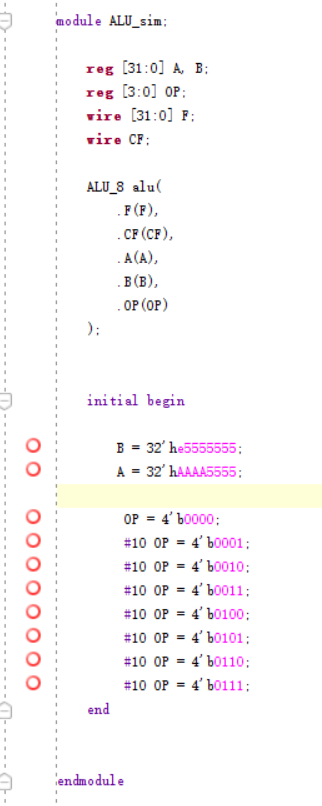 module ALU_sim;
reg [31:0] A, B;
reg [3:0] OP;
wire [31:0] F;
wire CF;
ALU_8 alu(
.F(F),
.CF(CF),
.A(A),
.B(B),
.OP(OP)
);
initial begin
B = 32'he5555555;
A = 32'hAAAA5555;
OP = 4'b0000;
#10 OP = 4'b0001;
#10 OP = 4'b0010;
#10 OP = 4'b0011;
#10 OP = 4'b0100;
#10 OP = 4'b0101;
#10 OP = 4'b0110;
#10 OP = 4'b0111;
end
endmodule